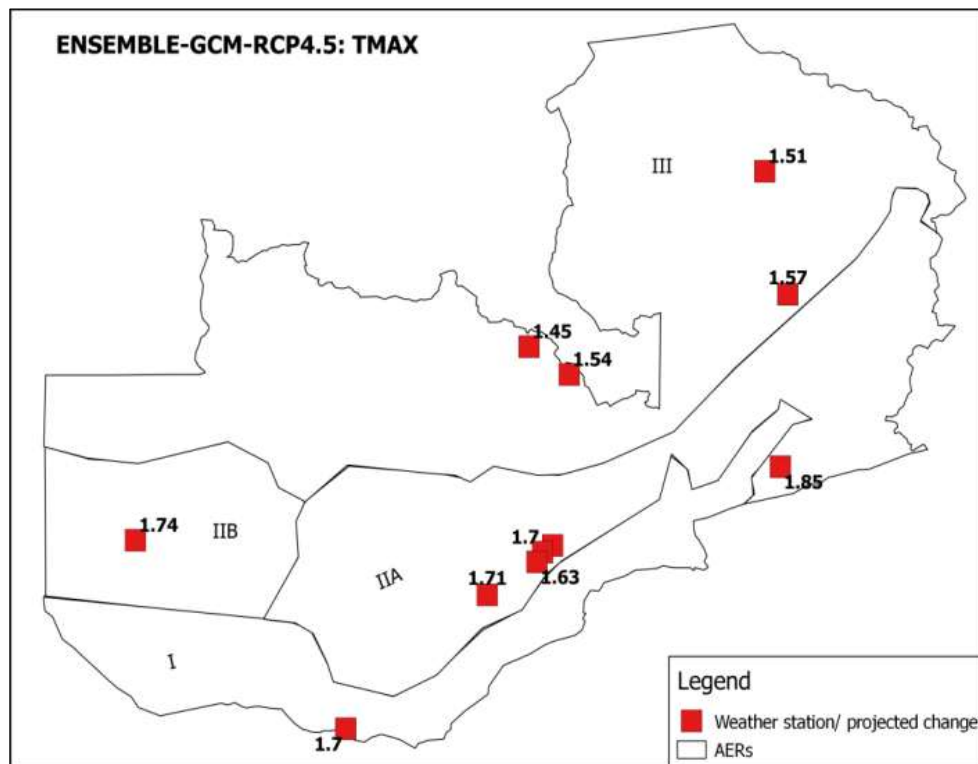 ENSEMBLE-GCM-RCP4.5: TMAX
1.51
III
1.57
1.45
1.54
1.85
1.74
IIB
1.7
IIA
1.71
1.63
I
1.7
Legend
Weather station/ projected change
AERs